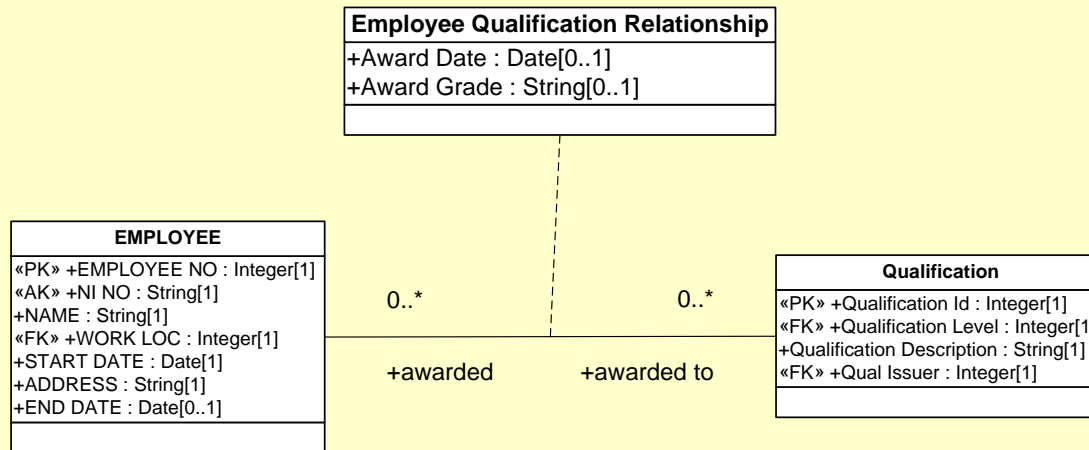 Employee Qualification Relationship
+Award Date : Date[0..1]
+Award Grade : String[0..1]
EMPLOYEE
«PK» +EMPLOYEE NO : Integer[1]
«AK» +NI NO : String[1]
+NAME : String[1]
«FK» +WORK LOC : Integer[1]
+START DATE : Date[1]
+ADDRESS : String[1]
+END DATE : Date[0..1]
0..*
0..*
+awarded
+awarded to
Qualification
«PK» +Qualification Id : Integer[1]
«FK» +Qualification Level : Integer[1
+Qualification Description : String[1]
«FK» +Qual Issuer : Integer[1]